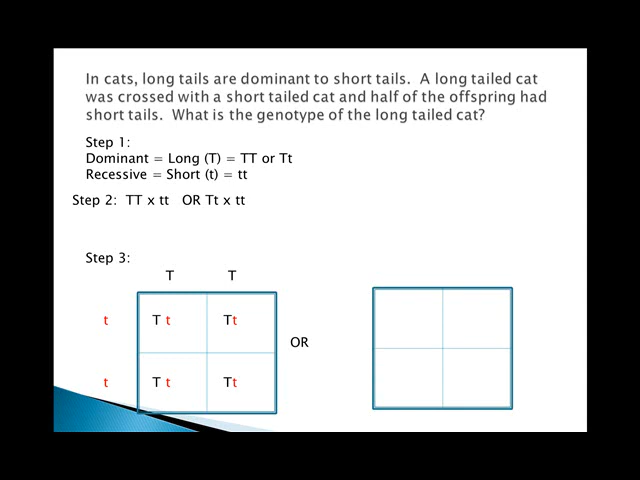 In cats, long tails are dominant to short tails. A long tailed cat
was crossed with a short tailed cat and half of the offspring had
short tails. What is the genotype of the long tailed cat?
Step 1:
Dominant = Long (T) = TT or Tt
Recessive = Short (t) = tt
Step 2: TT x tt OR Tt x tt
Step 3:
T T
t T t Tt
OR
t T t Tt